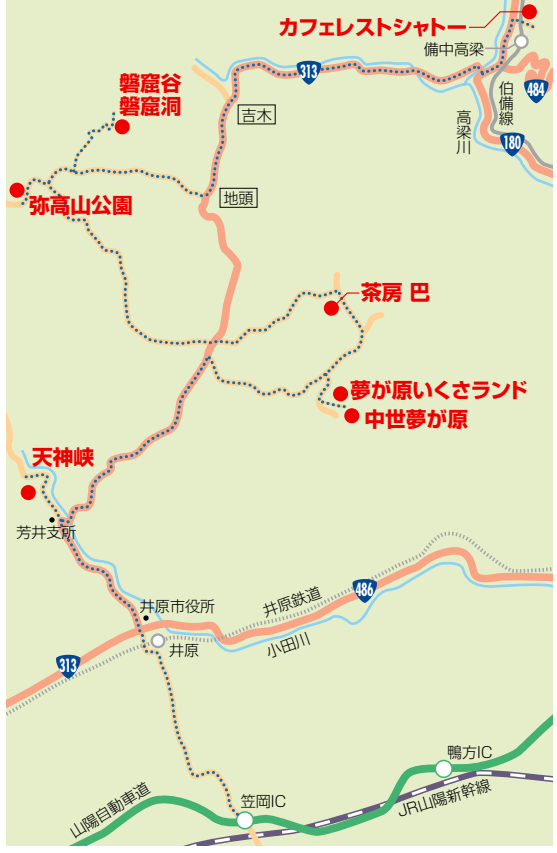 カフェレストシャトー
備中高梁
313
484
伯備線
高梁川
180
磐窟谷
磐窟洞
吉木
地頭
弥高山公園
茶房 巴
夢が原いくさランド
中世夢が原
天神峡
芳井支所
井原市役所
井原鉄道
486
小田川
井原
313
鴨方IC
笠岡IC
山陽自動車道
JR山陽新幹線